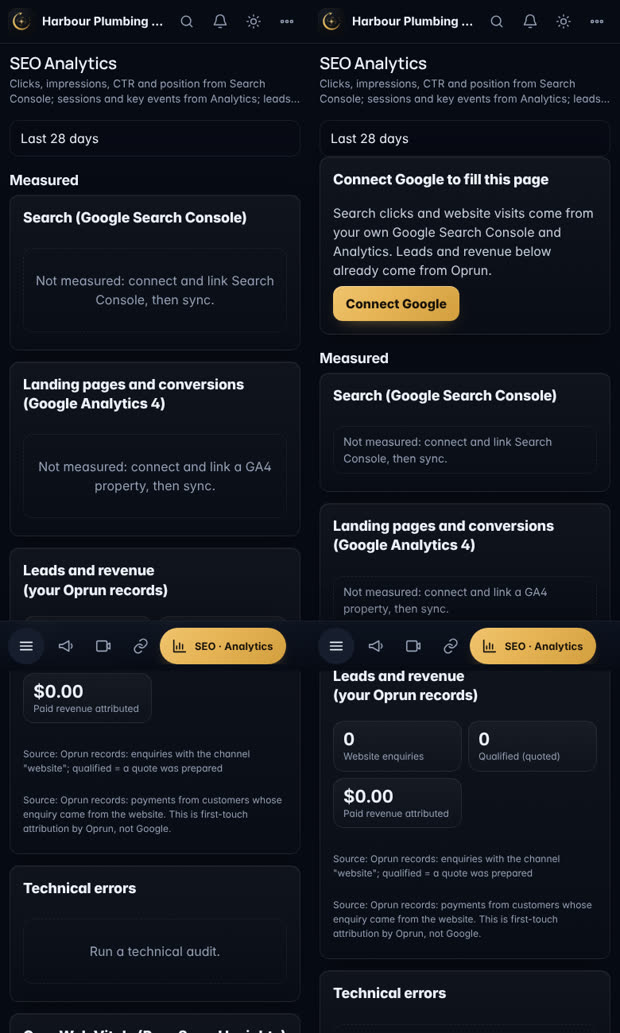 Harbour Plumbing ...
SEO Analytics
Clicks, impressions, CTR and position from Search
Console; sessions and key events from Analytics; leads...
Last 28 days
Measured
Search (Google Search Console)
Not measured: connect and link Search
Console, then sync.
Landing pages and conversions
(Google Analytics 4)
Not measured: connect and link a GA4
property, then sync.
Leads and revenue
(your Oprun records)
SEO · Analytics
$0.00
Paid revenue attributed
Source: Oprun records: enquiries with the channel
"website"; qualified = a quote was prepared
Source: Oprun records: payments from customers whose
enquiry came from the website. This is first-touch
attribution by Oprun, not Google.
Technical errors
Run a technical audit.
Harbour Plumbing ...
SEO Analytics
Clicks, impressions, CTR and position from Search
Console; sessions and key events from Analytics; leads...
Last 28 days
Connect Google to fill this page
Search clicks and website visits come from
your own Google Search Console and
Analytics. Leads and revenue below
already come from Oprun.
Connect Google
Measured
Search (Google Search Console)
Not measured: connect and link Search
Console, then sync.
Landing pages and conversions
(Google Analytics 4)
Not measured: connect and link a GA4
property, then sync.
SEO · Analytics
Leads and revenue
(your Oprun records)
0
Website enquiries
0
Qualified (quoted)
$0.00
Paid revenue attributed
Source: Oprun records: enquiries with the channel
"website"; qualified = a quote was prepared
Source: Oprun records: payments from customers whose
enquiry came from the website. This is first-touch
attribution by Oprun, not Google.
Technical errors